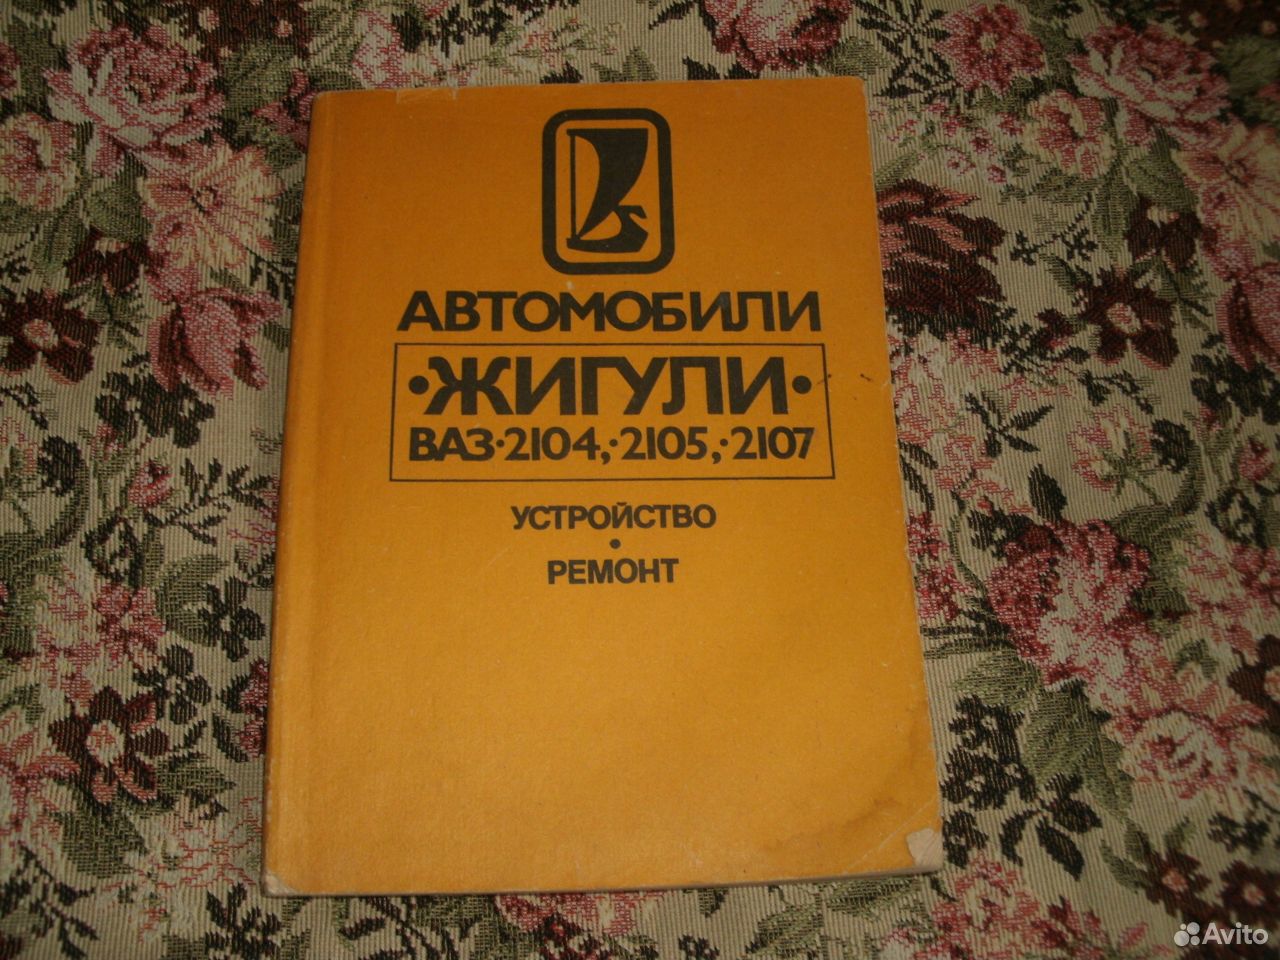 АВТОМОБИЛИ
·ЖИГУЛИ·
ВАЗ·2104,·2105,·2107
УСТРОЙСТВО
·
РЕМОНТ
Avito